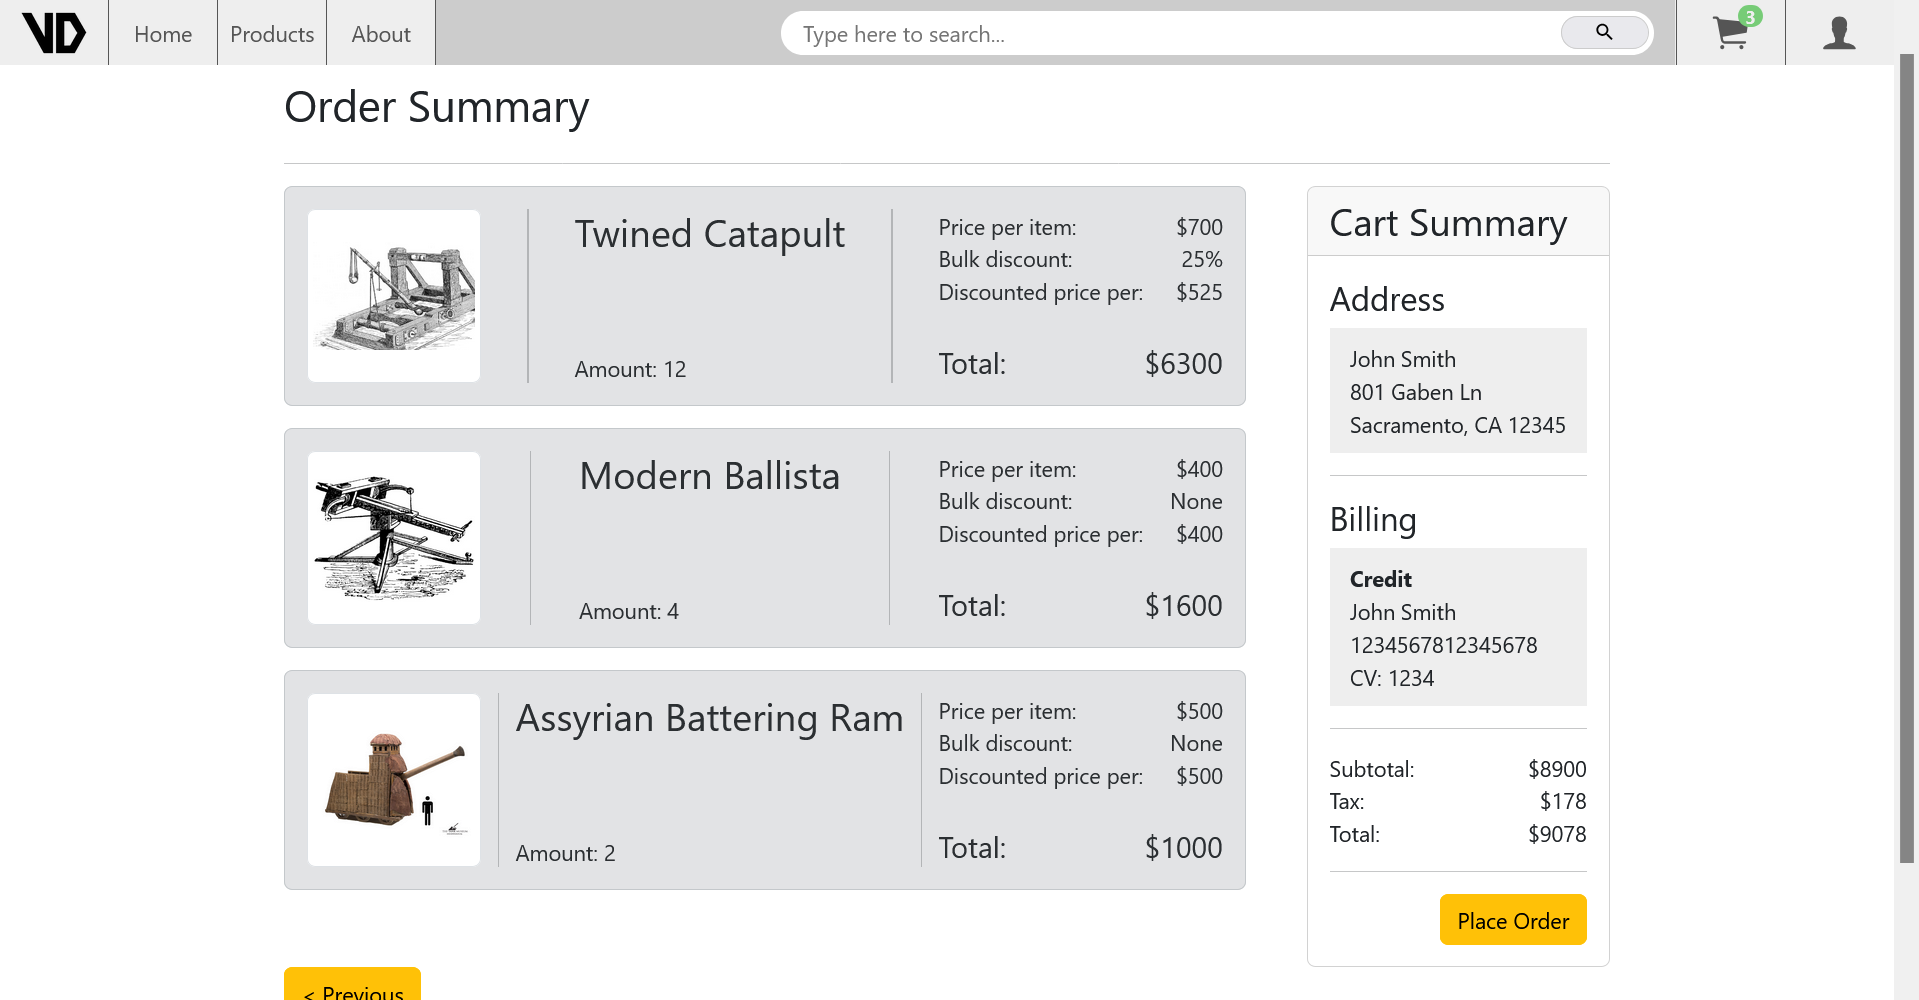 VD
Home
Products
About
Type here to search...
3
Order Summary
Twined Catapult
Amount: 12
Price per item: $700
Bulk discount: 25%
Discounted price per: $525
Total: $6300
Modern Ballista
Amount: 4
Price per item: $400
Bulk discount: None
Discounted price per: $400
Total: $1600
Assyrian Battering Ram
Amount: 2
Price per item: $500
Bulk discount: None
Discounted price per: $500
Total: $1000
< Previous
Cart Summary
Address
John Smith
801 Gaben Ln
Sacramento, CA 12345
Billing
Credit
John Smith
1234567812345678
CV: 1234
Subtotal: $8900
Tax: $178
Total: $9078
Place Order